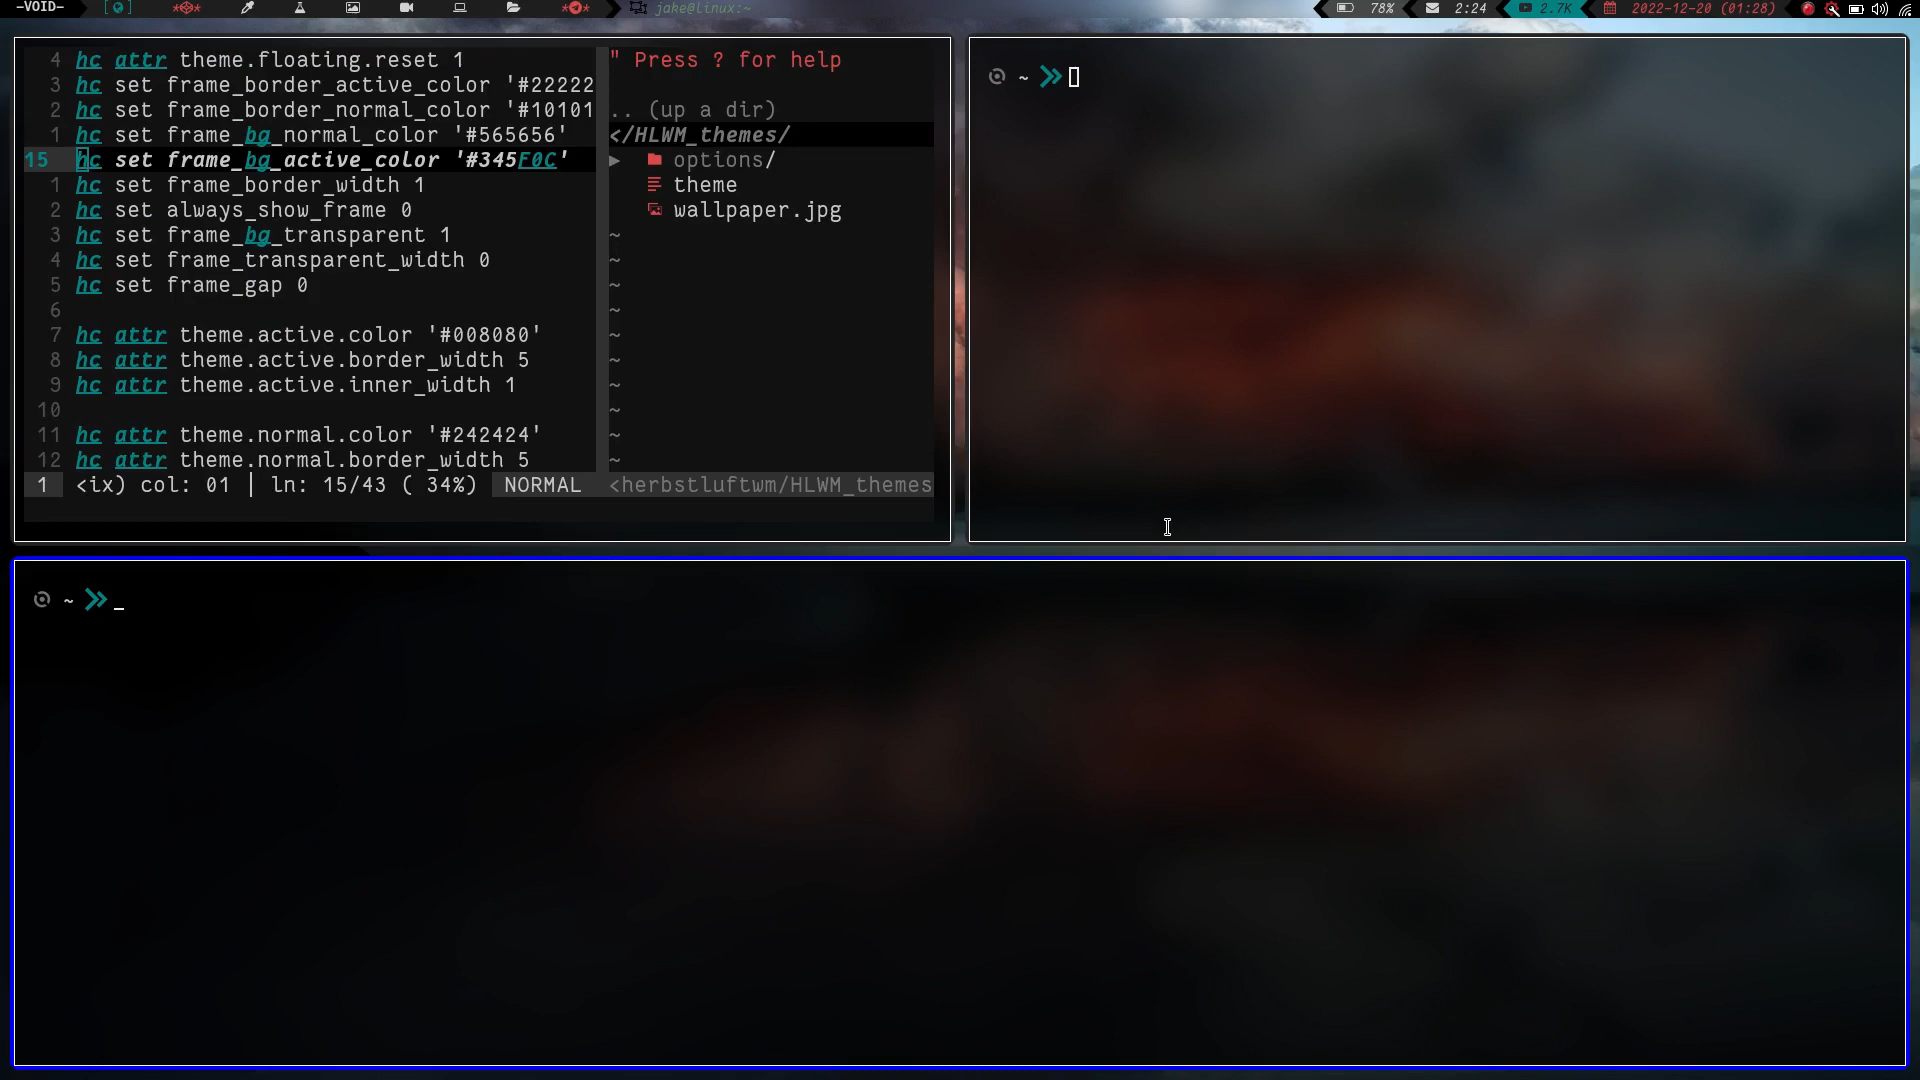 -VOID-
jake@linux:~
78%
2:24
2.7K
2022-12-20 (01:28)
4 hc attr theme.floating.reset 1
3 hc set frame_border_active_color '#22222
2 hc set frame_border_normal_color '#10101
1 hc set frame_bg_normal_color '#565656'
15 hc set frame_bg_active_color '#345F0C'
1 hc set frame_border_width 1
2 hc set always_show_frame 0
3 hc set frame_bg_transparent 1
4 hc set frame_transparent_width 0
5 hc set frame_gap 0
6
7 hc attr theme.active.color '#008080'
8 hc attr theme.active.border_width 5
9 hc attr theme.active.inner_width 1
10
11 hc attr theme.normal.color '#242424'
12 hc attr theme.normal.border_width 5
1 <ix) col: 01 | ln: 15/43 ( 34%) NORMAL
" Press ? for help
.. (up a dir)
</HLWM_themes/
▸ options/
theme
wallpaper.jpg
~
~
~
~
~
~
~
~
~
~
<herbstluftwm/HLWM_themes
~ >>
~ >> _